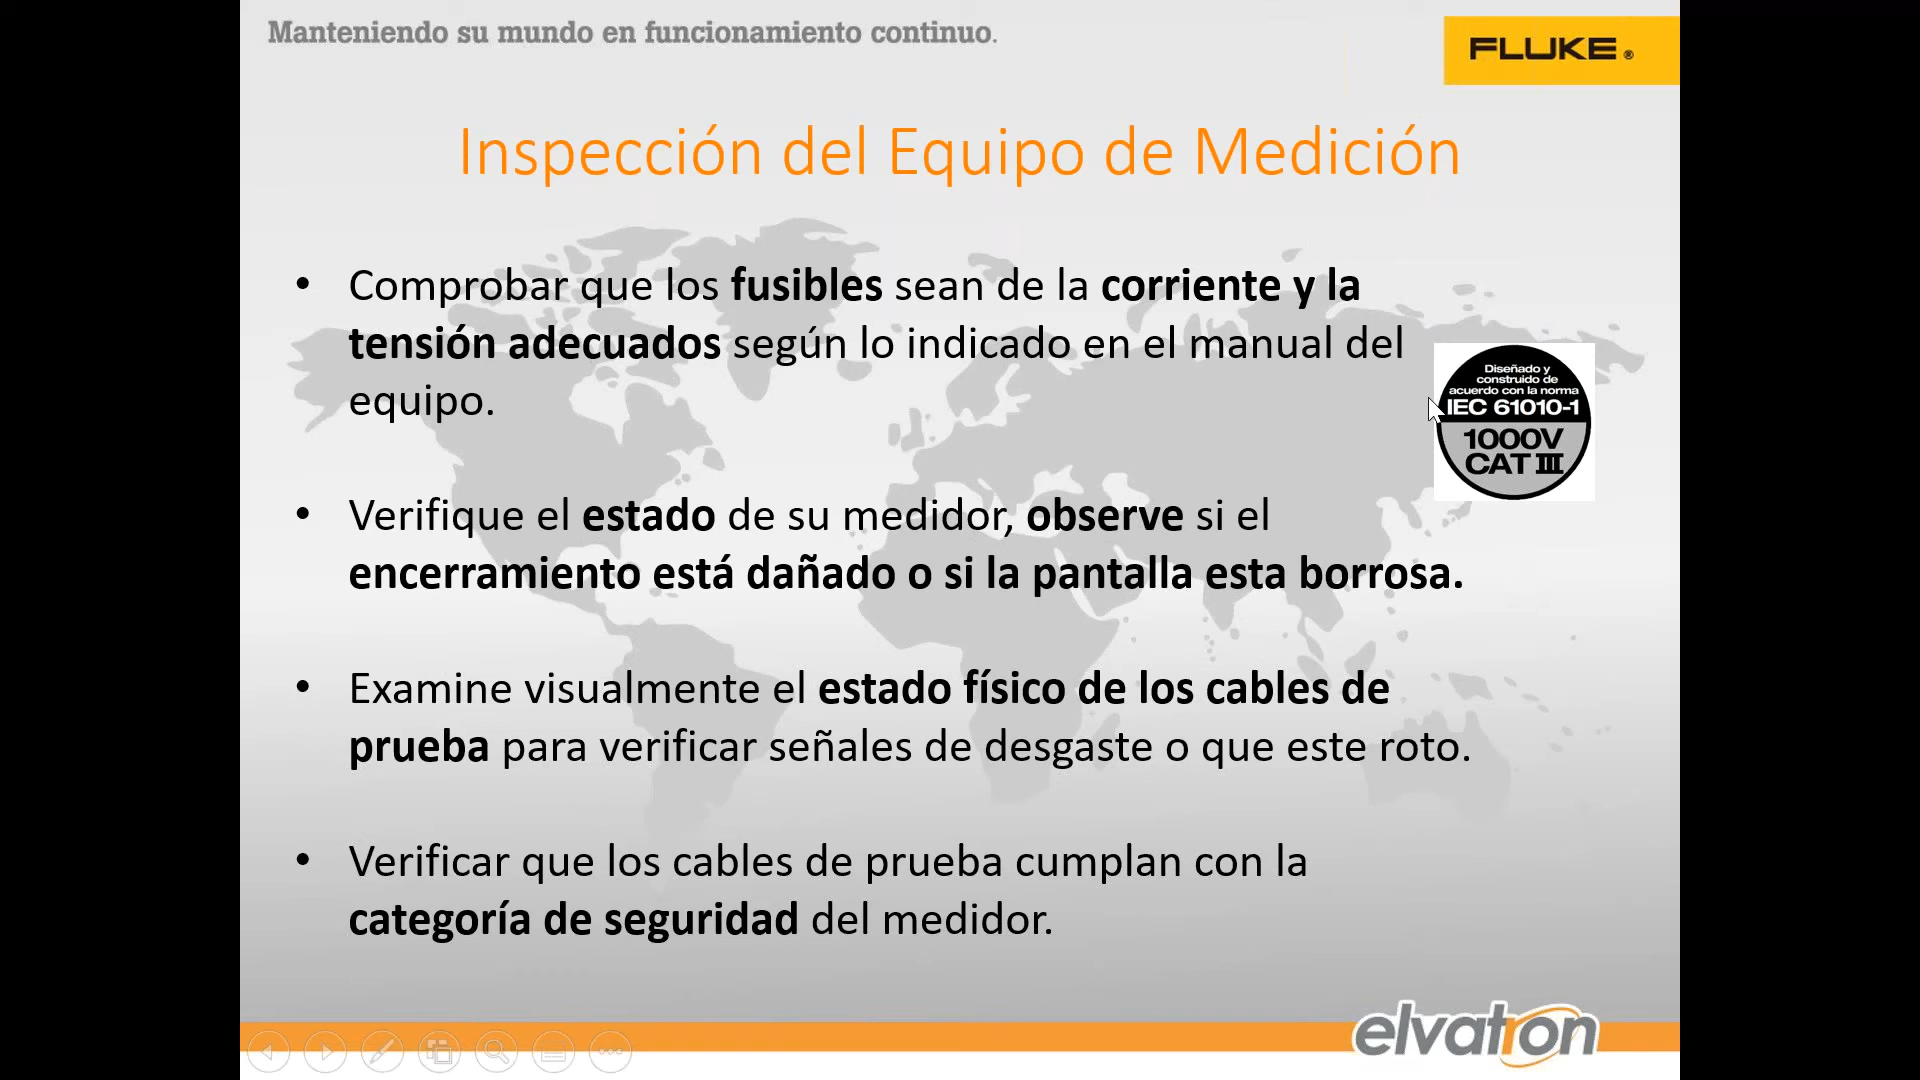 Manteniendo su mundo en funcionamiento continuo.
FLUKE®
Inspección del Equipo de Medición
• Comprobar que los fusibles sean de la corriente y la
tensión adecuados según lo indicado en el manual del
equipo.
Diseñado y
construido de
acuerdo con la norma
IEC 61010-1
1000V
CAT III
• Verifique el estado de su medidor, observe si el
encerramiento está dañado o si la pantalla esta borrosa.
• Examine visualmente el estado físico de los cables de
prueba para verificar señales de desgaste o que este roto.
• Verificar que los cables de prueba cumplan con la
categoría de seguridad del medidor.
elvatron